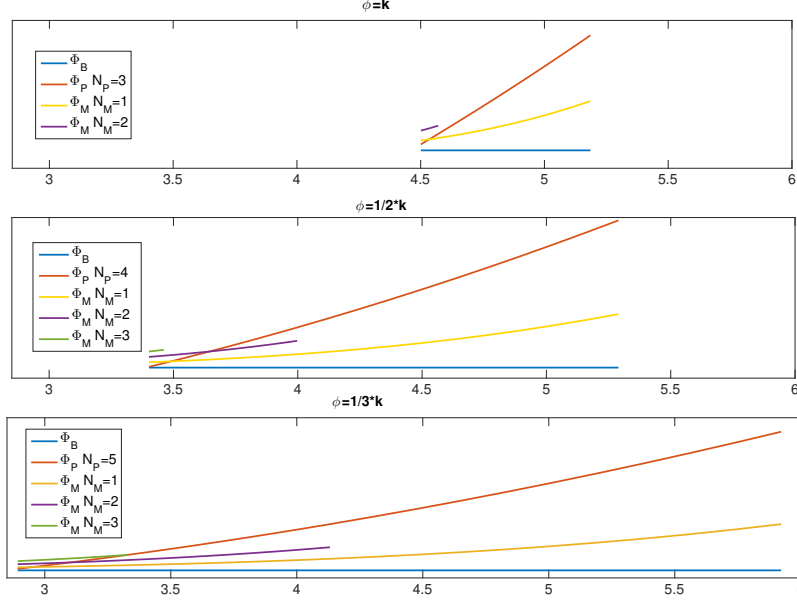 ϕ=k
Φ_B
Φ_P N_P=3
Φ_M N_M=1
Φ_M N_M=2
3 3.5 4 4.5 5 5.5 6
ϕ=1/2*k
Φ_B
Φ_P N_P=4
Φ_M N_M=1
Φ_M N_M=2
Φ_M N_M=3
3 3.5 4 4.5 5 5.5 6
ϕ=1/3*k
Φ_B
Φ_P N_P=5
Φ_M N_M=1
Φ_M N_M=2
Φ_M N_M=3
3 3.5 4 4.5 5 5.5